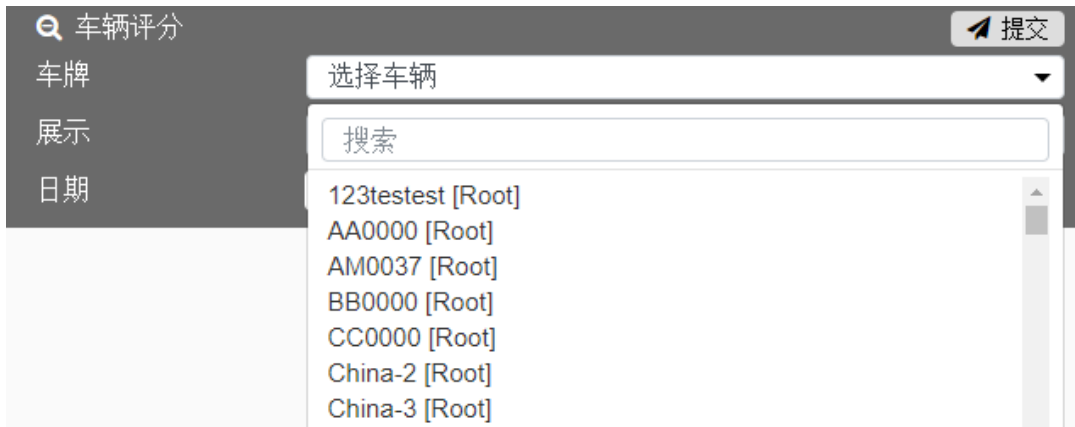 车辆评分 提交
车牌 选择车辆
展示 搜索
日期 123testest [Root]
AA0000 [Root]
AM0037 [Root]
BB0000 [Root]
CC0000 [Root]
China-2 [Root]
China-3 [Root]